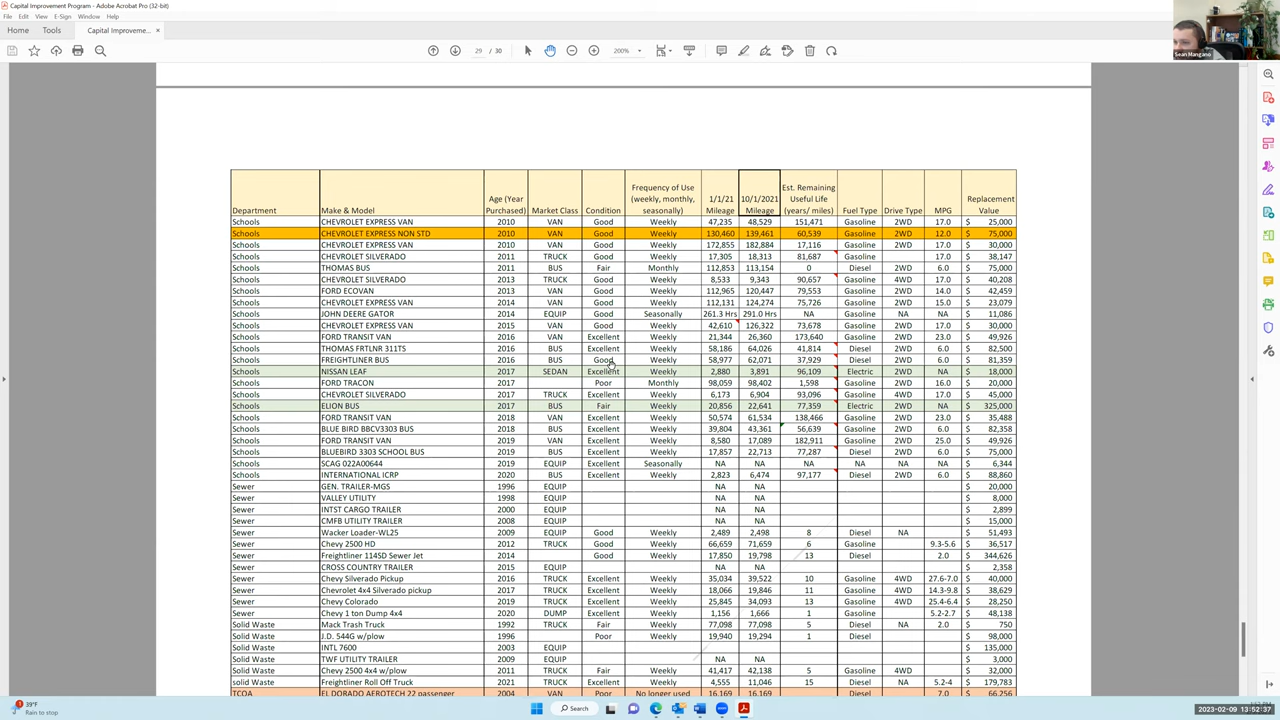 Capital Improvement Program - Adobe Acrobat Pro (32-bit)
File Edit View E-Sign Window Help
Home Tools Capital Improveme... ×
29 / 30 200%
Sean Mangano
Department Make & Model Age (Year Purchased) Market Class Condition Frequency of Use (weekly, monthly, seasonally) 1/1/21 Mileage 10/1/2021 Mileage Est. Remaining Useful Life (years/ miles) Fuel Type Drive Type MPG Replacement Value
Schools CHEVROLET EXPRESS VAN 2010 VAN Good Weekly 47,235 48,529 151,471 Gasoline 2WD 17.0 $ 25,000
Schools CHEVROLET EXPRESS NON STD 2010 VAN Good Weekly 130,460 139,461 60,539 Gasoline 2WD 12.0 $ 75,000
Schools CHEVROLET EXPRESS VAN 2010 VAN Good Weekly 172,855 182,884 17,116 Gasoline 2WD 17.0 $ 30,000
Schools CHEVROLET SILVERADO 2011 TRUCK Good Weekly 17,305 18,313 81,687 Gasoline 2WD 17.0 $ 38,147
Schools THOMAS BUS 2011 BUS Fair Monthly 112,853 113,154 0 Diesel 2WD 6.0 $ 75,000
Schools CHEVROLET SILVERADO 2013 TRUCK Good Weekly 8,533 9,343 90,657 Gasoline 4WD 17.0 $ 40,208
Schools FORD ECOVAN 2013 VAN Good Weekly 112,965 120,447 79,553 Gasoline 2WD 14.0 $ 42,459
Schools CHEVROLET EXPRESS VAN 2014 VAN Good Weekly 112,131 124,274 75,726 Gasoline 2WD 15.0 $ 23,079
Schools JOHN DEERE GATOR 2014 EQUIP Good Seasonally 261.3 Hrs 291.0 Hrs NA Gasoline NA NA $ 11,086
Schools CHEVROLET EXPRESS VAN 2015 VAN Good Weekly 42,610 126,322 73,678 Gasoline 2WD 17.0 $ 30,000
Schools FORD TRANSIT VAN 2016 VAN Excellent Weekly 21,344 26,360 173,640 Gasoline 2WD 23.0 $ 49,926
Schools THOMAS FRTLNR 311TS 2016 BUS Excellent Weekly 58,186 64,026 41,814 Diesel 2WD 6.0 $ 82,500
Schools FREIGHTLINER BUS 2016 BUS Good Weekly 58,977 62,071 37,929 Diesel 2WD 6.0 $ 81,359
Schools NISSAN LEAF 2017 SEDAN Excellent Weekly 2,880 3,891 96,109 Electric 2WD NA $ 18,000
Schools FORD TRACON 2017 Poor Monthly 98,059 98,402 1,598 Gasoline 2WD 16.0 $ 20,000
Schools CHEVROLET SILVERADO 2017 TRUCK Excellent Weekly 6,173 6,904 93,096 Gasoline 4WD 17.0 $ 45,000
Schools ELION BUS 2017 BUS Fair Weekly 20,856 22,641 77,359 Electric 2WD NA $ 325,000
Schools FORD TRANSIT VAN 2018 VAN Excellent Weekly 50,574 61,534 138,466 Gasoline 2WD 23.0 $ 35,488
Schools BLUE BIRD BBCV3303 BUS 2018 BUS Excellent Weekly 39,804 43,361 56,639 Diesel 2WD 6.0 $ 82,358
Schools FORD TRANSIT VAN 2019 VAN Excellent Weekly 8,580 17,089 182,911 Gasoline 2WD 25.0 $ 49,926
Schools BLUEBIRD 3303 SCHOOL BUS 2019 BUS Excellent Weekly 17,857 22,713 77,287 Diesel 2WD 6.0 $ 75,000
Schools SCAG 022A00644 2019 EQUIP Excellent Seasonally NA NA NA NA NA NA $ 6,344
Schools INTERNATIONAL ICRP 2020 BUS Excellent Weekly 2,823 6,474 97,177 Diesel 2WD 6.0 $ 88,860
Sewer GEN. TRAILER-MGS 1996 EQUIP NA NA $ 20,000
Sewer VALLEY UTILITY 1998 EQUIP NA NA $ 8,000
Sewer INTST CARGO TRAILER 2000 EQUIP NA NA $ 2,899
Sewer CMFB UTILITY TRAILER 2008 EQUIP NA NA $ 15,000
Sewer Wacker Loader-WL25 2009 EQUIP Good Weekly 2,489 2,498 8 Diesel NA $ 51,493
Sewer Chevy 2500 HD 2012 TRUCK Good Weekly 66,659 71,659 6 Gasoline 9.3-5.6 $ 36,517
Sewer Freightliner 114SD Sewer Jet 2014 Good Weekly 17,850 19,798 13 Diesel 2.0 $ 344,626
Sewer CROSS COUNTRY TRAILER 2015 EQUIP NA NA $ 2,358
Sewer Chevy Silverado Pickup 2016 TRUCK Excellent Weekly 35,034 39,522 10 Gasoline 4WD 27.6-7.0 $ 40,000
Sewer Chevrolet 4x4 Silverado pickup 2017 TRUCK Excellent Weekly 18,066 19,846 11 Gasoline 4WD 14.3-9.8 $ 38,629
Sewer Chevy Colorado 2019 TRUCK Excellent Weekly 25,845 34,093 13 Gasoline 4WD 25.4-6.4 $ 28,250
Sewer Chevy 1 ton Dump 4x4 2020 DUMP Excellent Weekly 1,156 1,666 1 Gasoline 5.2-2.7 $ 48,138
Solid Waste Mack Trash Truck 1992 TRUCK Fair Weekly 77,098 77,098 5 Diesel NA 2.0 $ 750
Solid Waste J.D. 544G w/plow 1996 Poor Weekly 19,940 19,294 1 Diesel $ 98,000
Solid Waste INTL 7600 2003 EQUIP $ 135,000
Solid Waste TWF UTILITY TRAILER 2009 EQUIP NA NA $ 3,000
Solid Waste Chevy 2500 4x4 w/plow 2011 TRUCK Fair Weekly 41,417 42,138 5 Gasoline 4WD $ 32,000
solid Waste Freightliner Roll Off Truck 2021 TRUCK Excellent Weekly 4,555 11,046 15 Diesel NA 5.2-4 $ 179,783
TCOA EL DORADO AEROTECH 22 passenger 2004 VAN Poor No longer used 16,169 16,169 Diesel 7.0 $ 66,256
39°F
Rain to stop
Search
2023-02-09 13:52:37